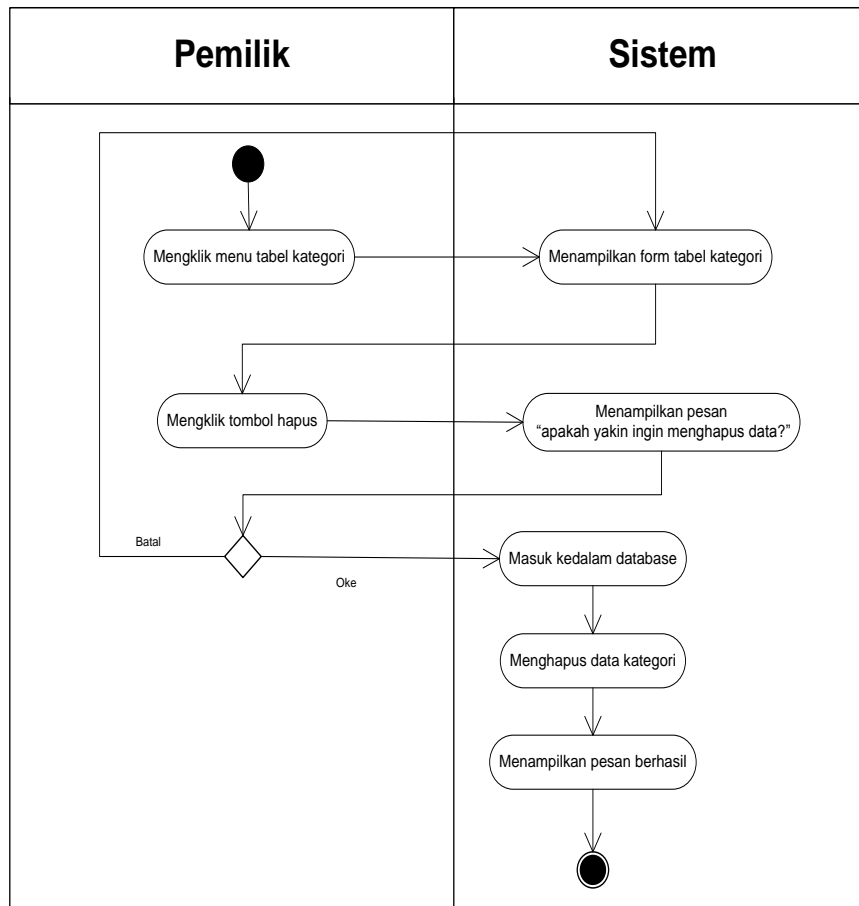 Pemilik
Sistem
Mengklik menu tabel kategori
Menampilkan form tabel kategori
Mengklik tombol hapus
Menampilkan pesan
“apakah yakin ingin menghapus data?”
Batal
Oke
Masuk kedalam database
Menghapus data kategori
Menampilkan pesan berhasil